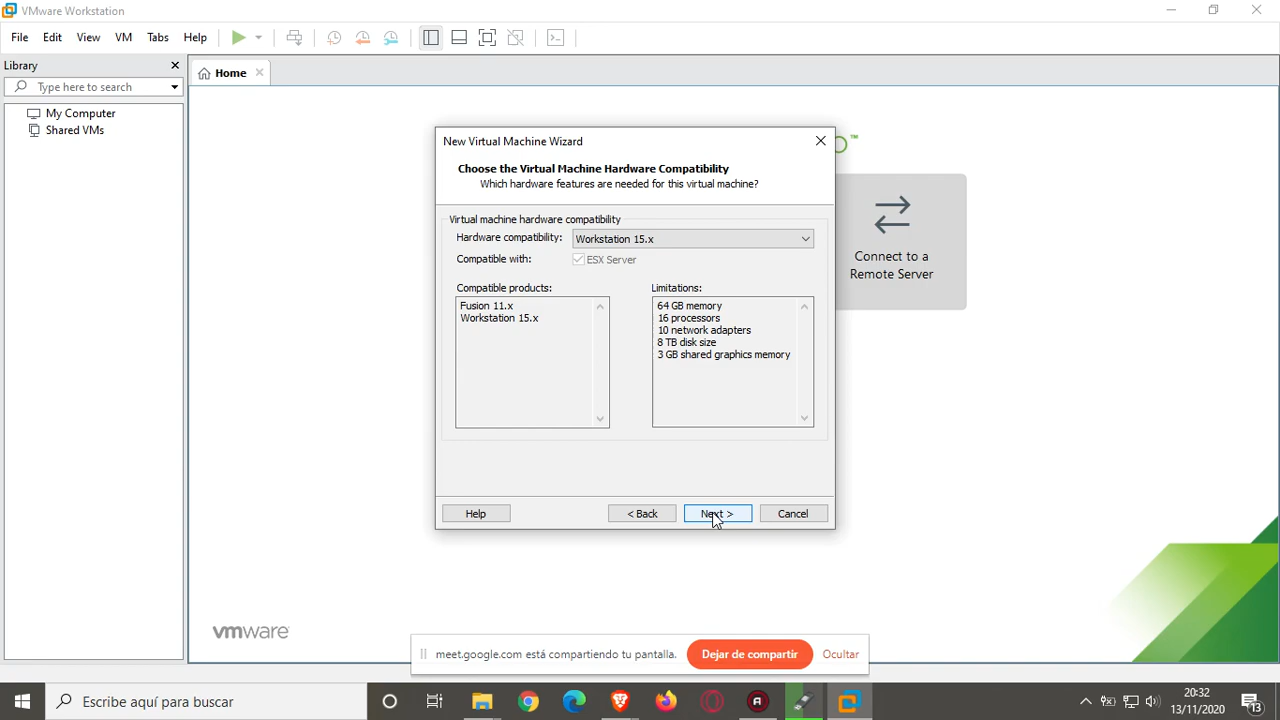 VMware Workstation
File Edit View VM Tabs Help
Library
Type here to search
My Computer
Shared VMs
Home
O™
Connect to a
Remote Server
New Virtual Machine Wizard
Choose the Virtual Machine Hardware Compatibility
Which hardware features are needed for this virtual machine?
Virtual machine hardware compatibility
Hardware compatibility: Workstation 15.x
Compatible with: ESX Server
Compatible products: Limitations:
Fusion 11.x
Workstation 15.x
64 GB memory
16 processors
10 network adapters
8 TB disk size
3 GB shared graphics memory
Help < Back Next > Cancel
vmware
meet.google.com está compartiendo tu pantalla. Dejar de compartir Ocultar
Escribe aquí para buscar
20:32
13/11/2020
13